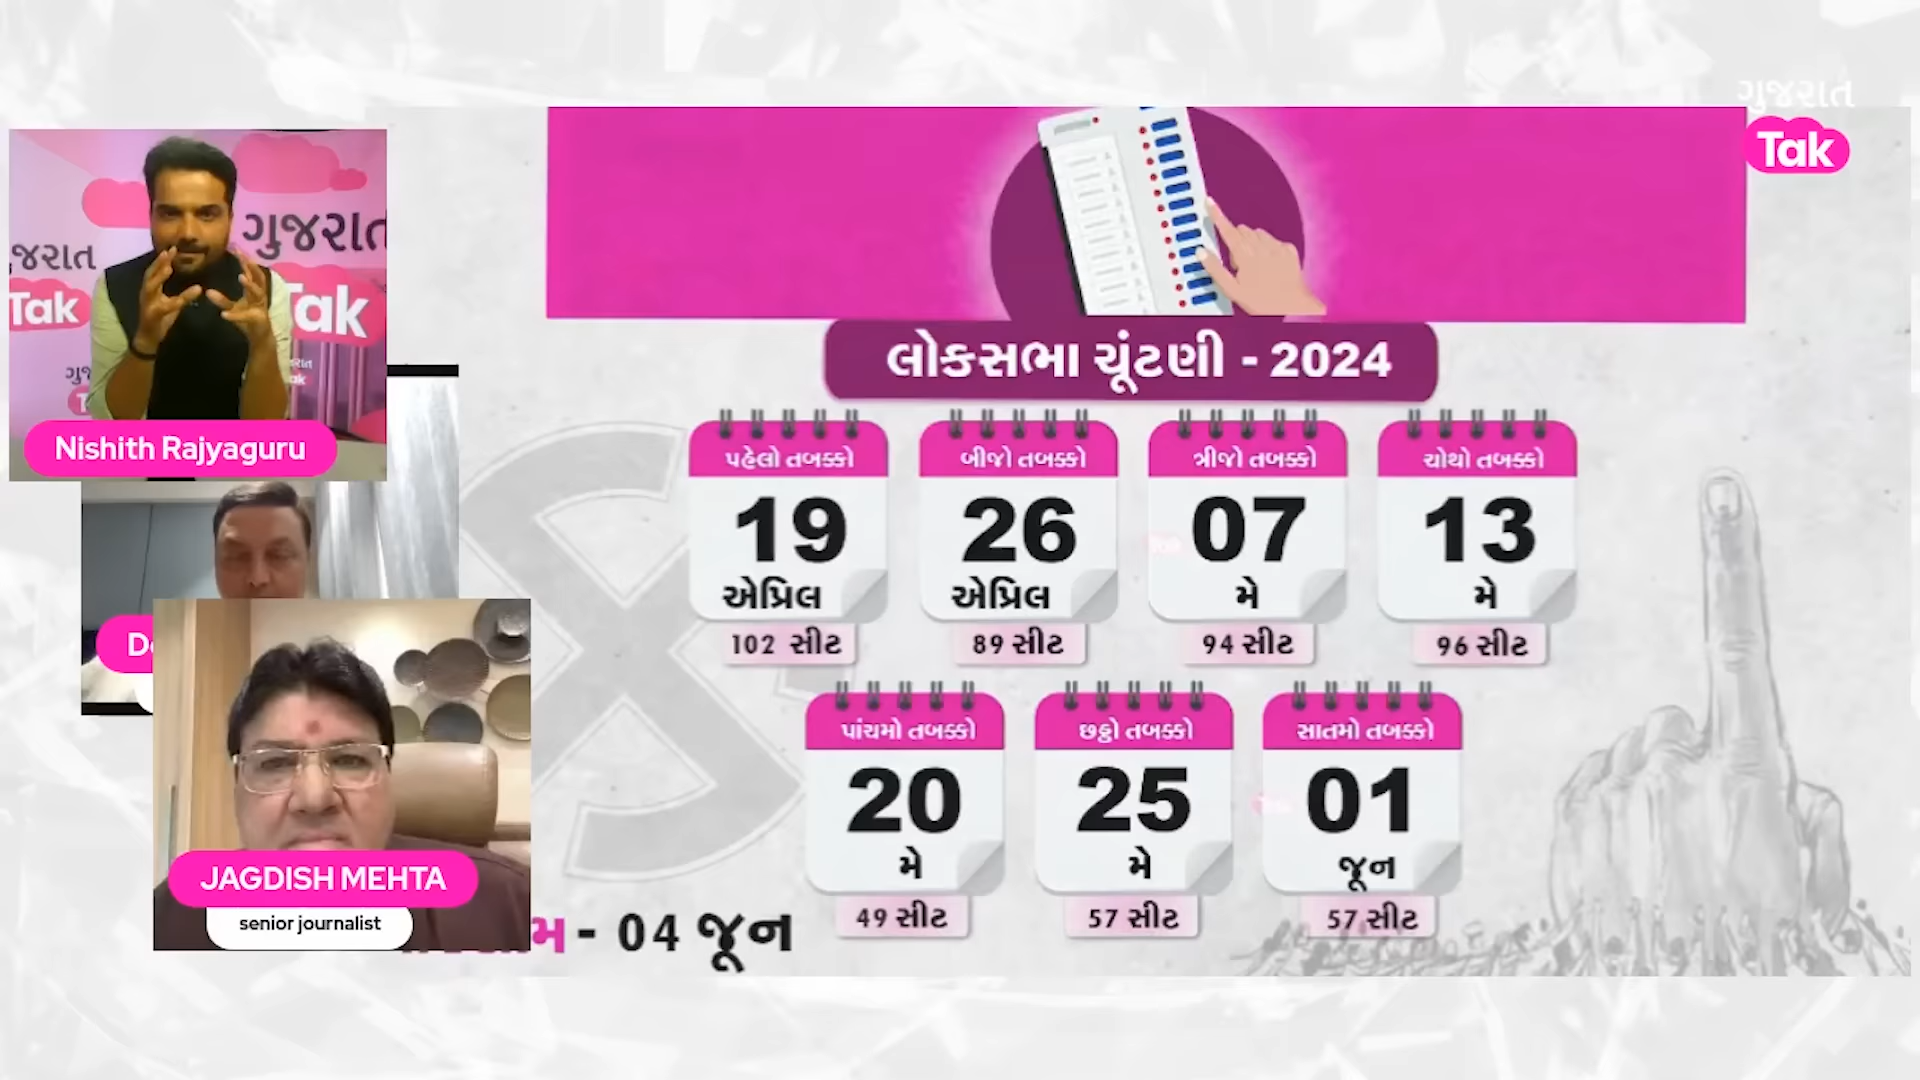 ગુજરાત
Tak
ગુજરાત
Tak
Tak
Nishith Rajyaguru
JAGDISH MEHTA
senior journalist
લોકસભા ચૂંટણી - 2024
પહેલો તબક્કો
19
એપ્રિલ
102 સીટ
બીજો તબક્કો
26
એપ્રિલ
89 સીટ
ત્રીજો તબક્કો
07
મે
94 સીટ
ચોથો તબક્કો
13
મે
96 સીટ
પાંચમો તબક્કો
20
મે
49 સીટ
છઠ્ઠો તબક્કો
25
મે
57 સીટ
સાતમો તબક્કો
01
જૂન
57 સીટ
- 04 જૂન